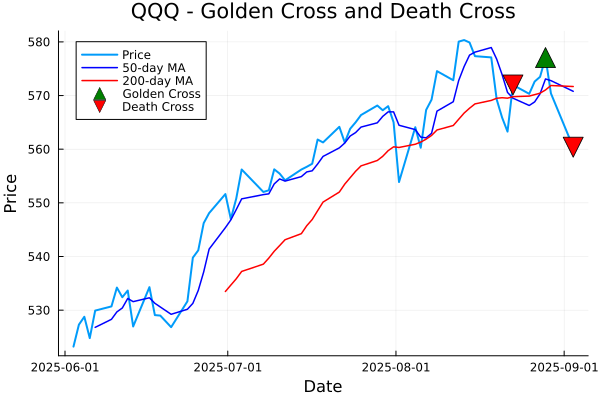 QQQ - Golden Cross and Death Cross
Price
50-day MA
200-day MA
Golden Cross
Death Cross
580
570
560
550
540
530
Price
2025-06-01
2025-07-01
2025-08-01
2025-09-01
Date